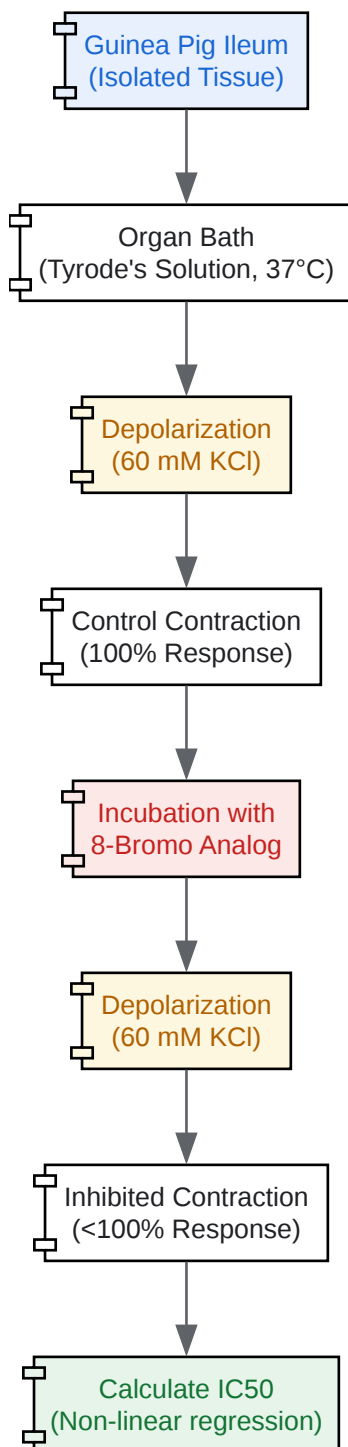 Guinea Pig Ileum
(Isolated Tissue)
Organ Bath
(Tyrode's Solution, 37°C)
Depolarization
(60 mM KCl)
Control Contraction
(100% Response)
Incubation with
8-Bromo Analog
Depolarization
(60 mM KCl)
Inhibited Contraction
(<100% Response)
Calculate IC50
(Non-linear regression)